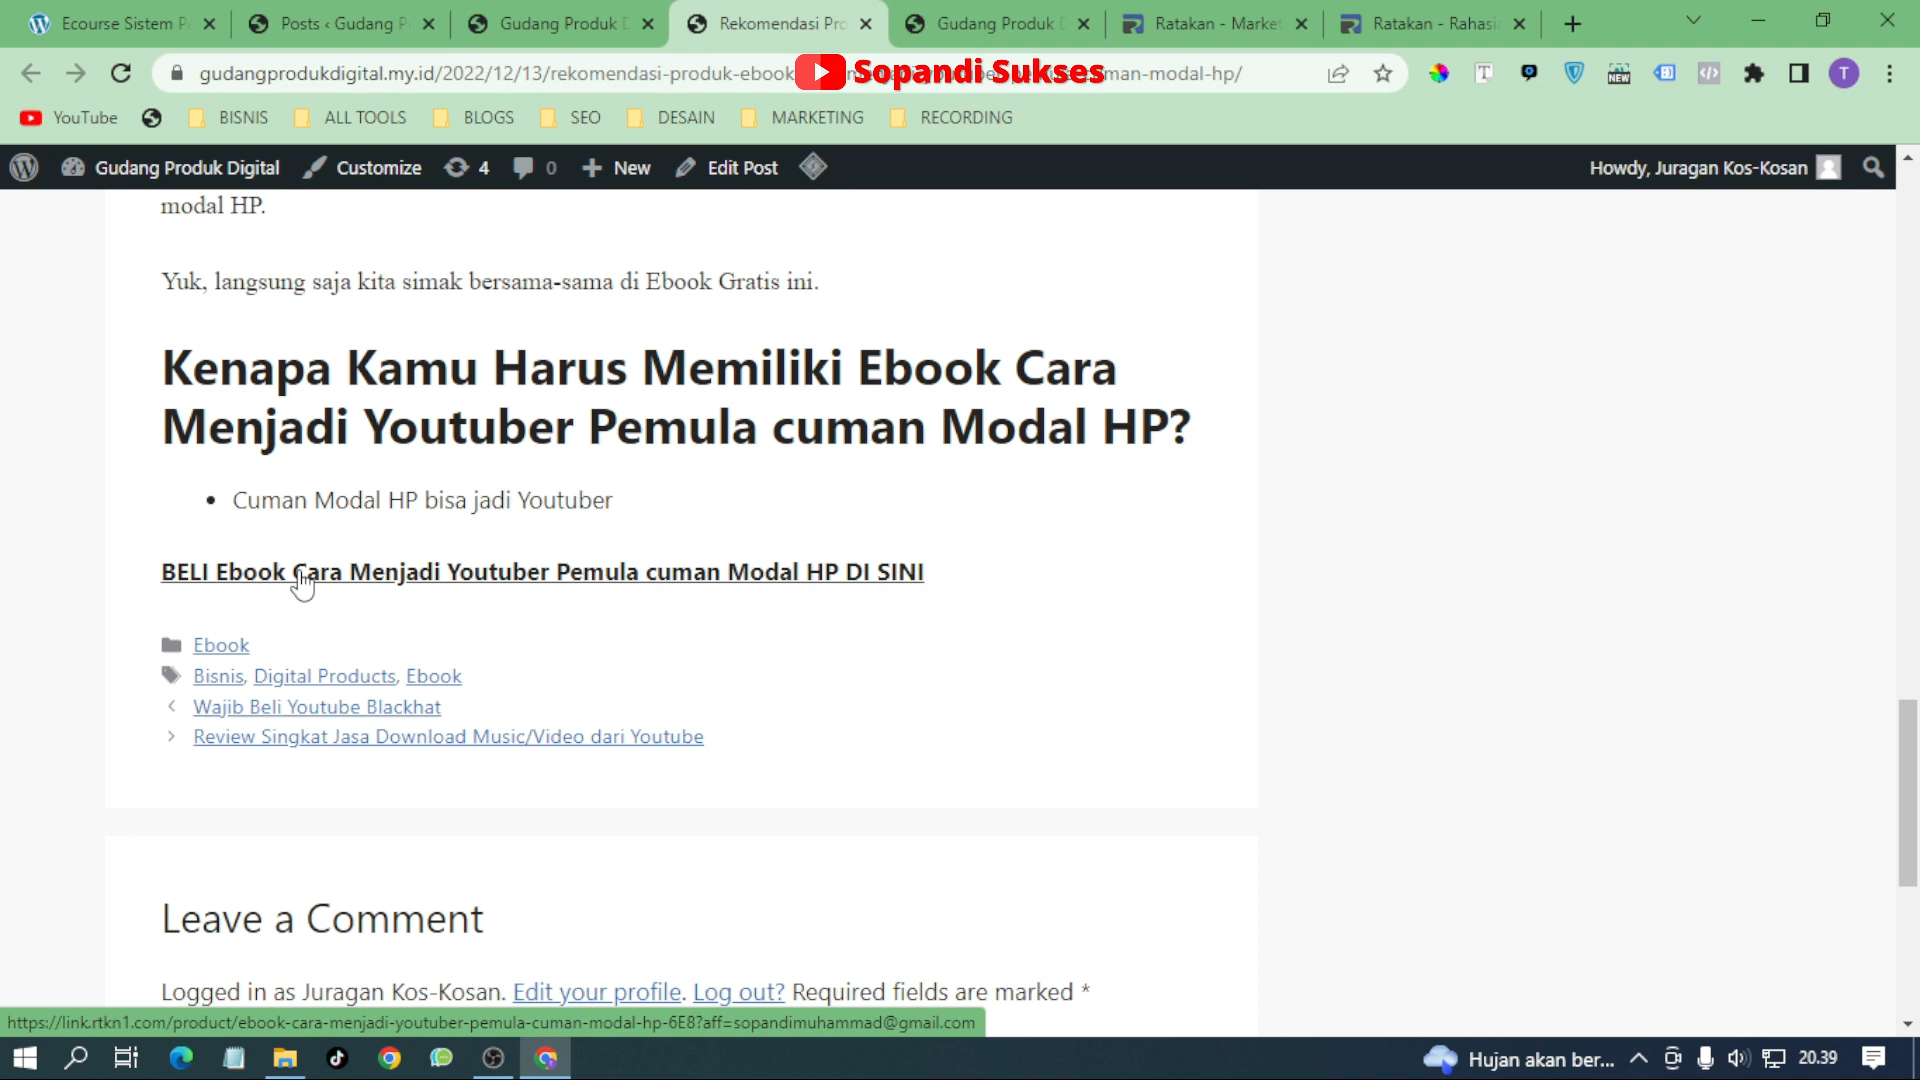 Ecourse Sistem P
Posts ‹ Gudang P
Gudang Produk D
Rekomendasi Pro
Gudang Produk D
Ratakan - Market
Ratakan - Rahasia
gudangprodukdigital.my.id/2022/12/13/rekomendasi-produk-ebook
man-modal-hp/
Sopandi Sukses
YouTube
BISNIS
ALL TOOLS
BLOGS
SEO
DESAIN
MARKETING
RECORDING
Gudang Produk Digital
Customize
4
0
New
Edit Post
Howdy, Juragan Kos-Kosan
modal HP.
Yuk, langsung saja kita simak bersama-sama di Ebook Gratis ini.
Kenapa Kamu Harus Memiliki Ebook Cara
Menjadi Youtuber Pemula cuman Modal HP?
• Cuman Modal HP bisa jadi Youtuber
BELI Ebook Cara Menjadi Youtuber Pemula cuman Modal HP DI SINI
Ebook
Bisnis, Digital Products, Ebook
Wajib Beli Youtube Blackhat
Review Singkat Jasa Download Music/Video dari Youtube
Leave a Comment
Logged in as Juragan Kos-Kosan. Edit your profile. Log out? Required fields are marked *
https://link.rtkn1.com/product/ebook-cara-menjadi-youtuber-pemula-cuman-modal-hp-6E8?aff=sopandimuhammad@gmail.com
Hujan akan ber...
20.39